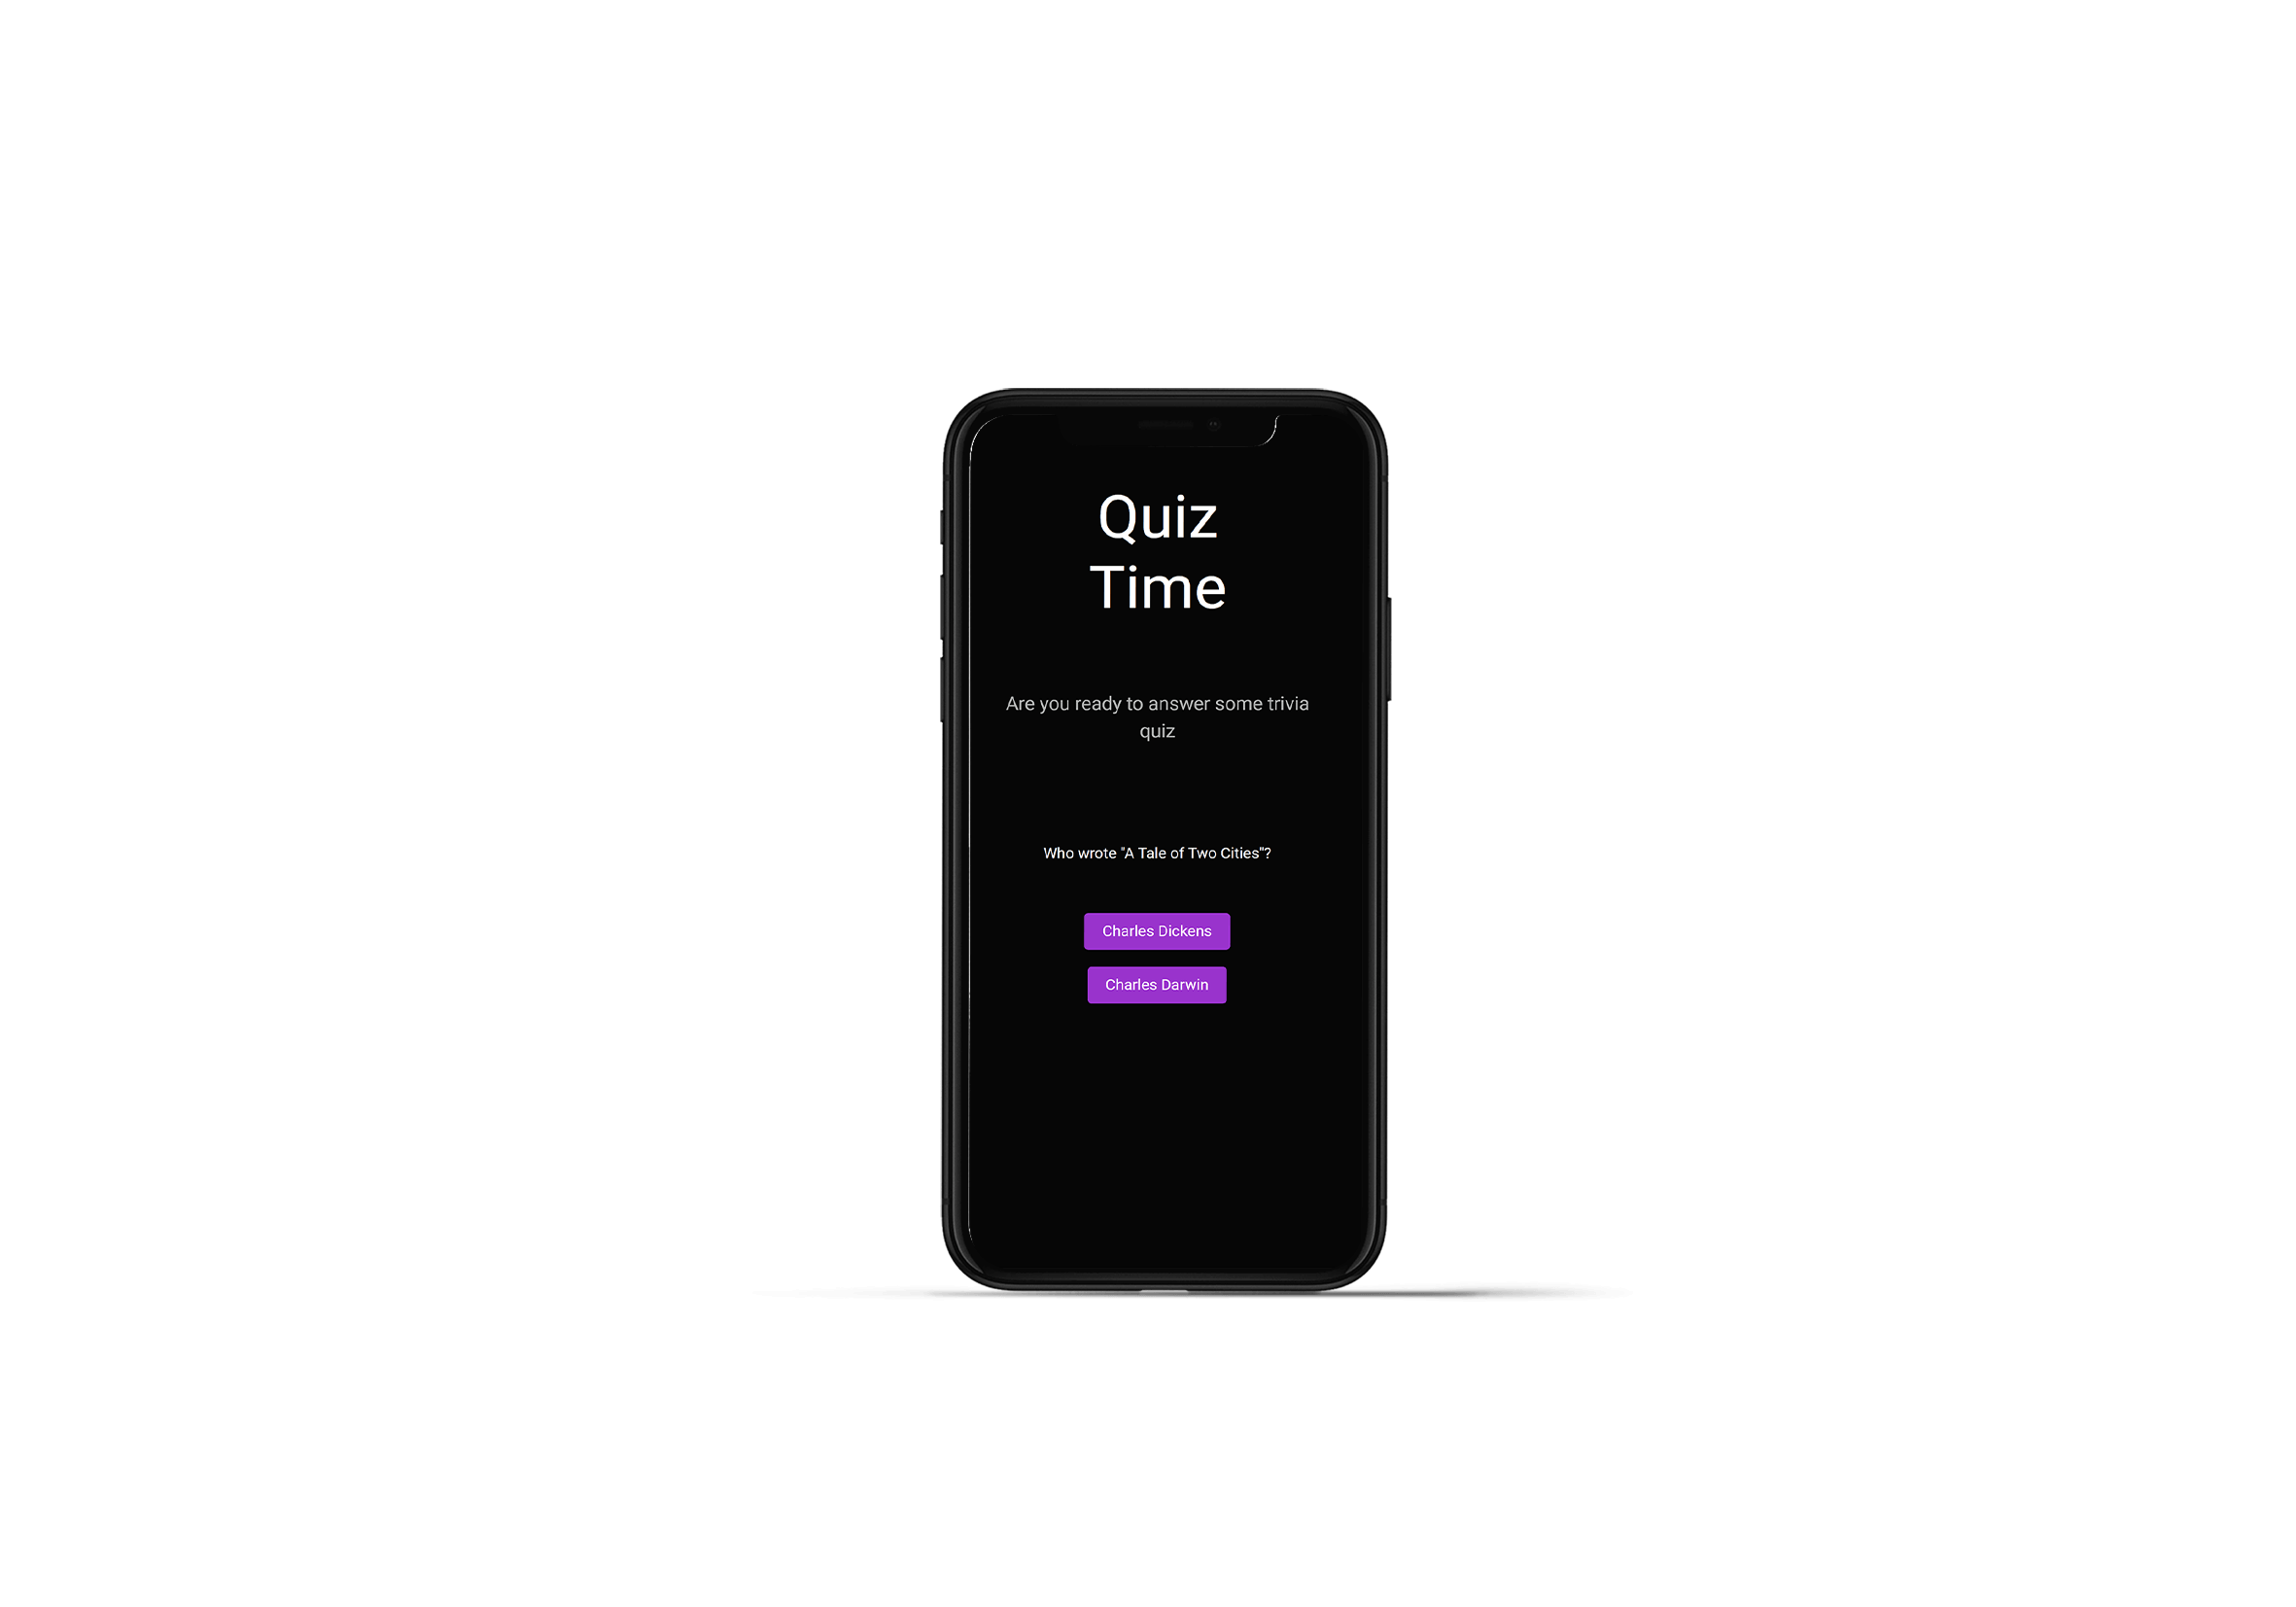 Quiz
Time
Are you ready to answer some trivia
quiz
Who wrote "A Tale of Two Cities"?
Charles Dickens
Charles Darwin